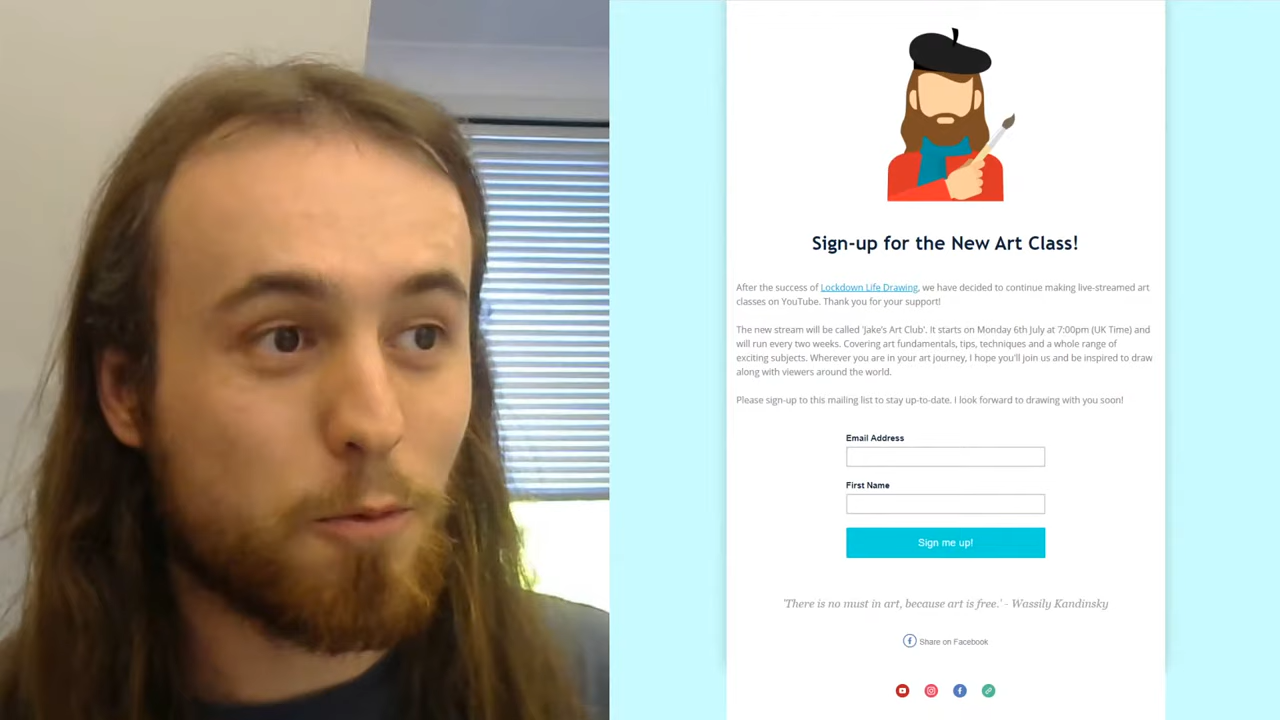 Sign-up for the New Art Class!
After the success of Lockdown Life Drawing, we have decided to continue making live-streamed art
classes on YouTube. Thank you for your support!
The new stream will be called 'Jake's Art Club'. It starts on Monday 6th July at 7:00pm (UK Time) and
will run every two weeks. Covering art fundamentals, tips, techniques and a whole range of
exciting subjects. Wherever you are in your art journey, I hope you'll join us and be inspired to draw
along with viewers around the world.
Please sign-up to this mailing list to stay up-to-date. I look forward to drawing with you soon!
Email Address
First Name
Sign me up!
'There is no must in art, because art is free.' - Wassily Kandinsky
Share on Facebook